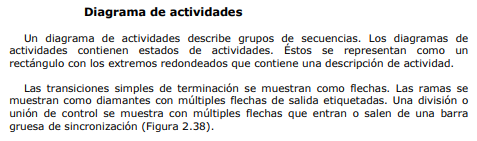 Diagrama de actividades
Un diagrama de actividades describe grupos de secuencias. Los diagramas de
actividades contienen estados de actividades. Éstos se representan como un
rectángulo con los extremos redondeados que contiene una descripción de actividad.
Las transiciones simples de terminación se muestran como flechas. Las ramas se
muestran como diamantes con múltiples flechas de salida etiquetadas. Una división o
unión de control se muestra con múltiples flechas que entran o salen de una barra
gruesa de sincronización (Figura 2.38).